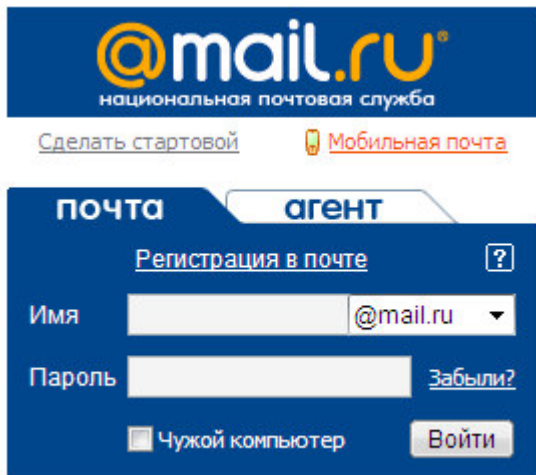 @mail.ru®
национальная почтовая служба
Сделать стартовой Мобильная почта
почта агент
Регистрация в почте ?
Имя @mail.ru
Пароль Забыли?
Чужой компьютер Войти